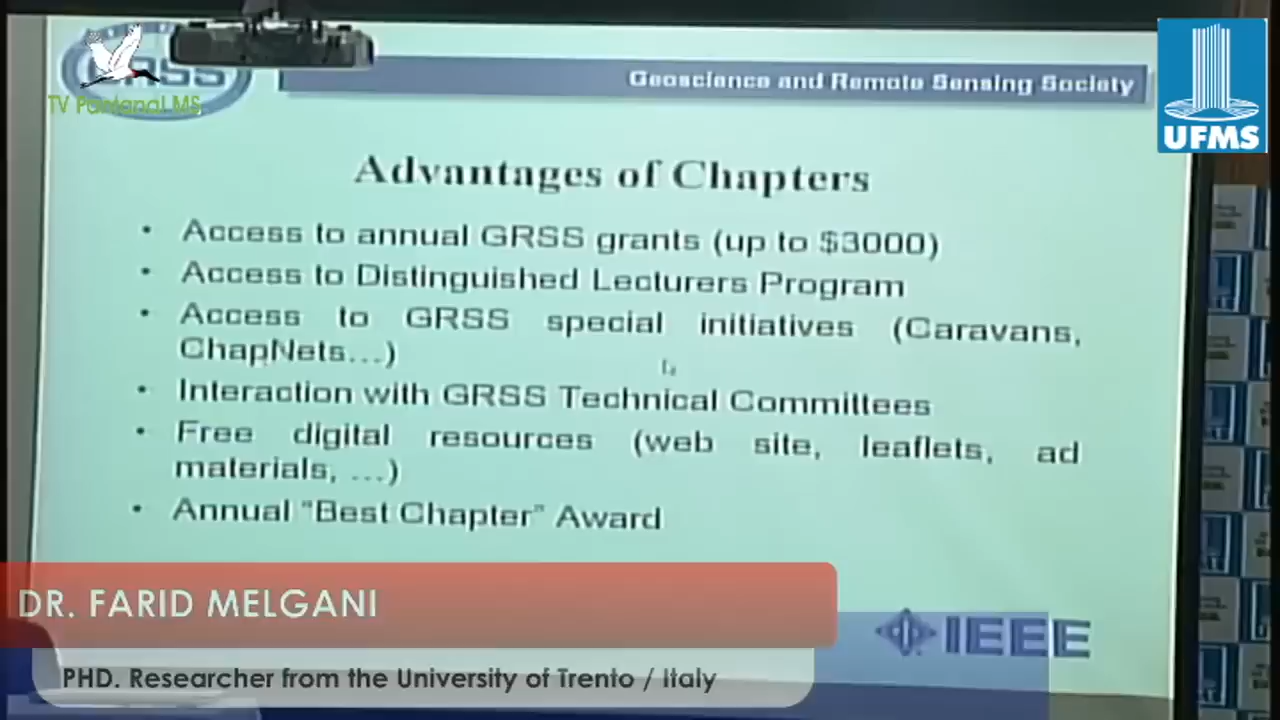 GRSS
TV Pantanal MS
Geoscience and Remote Sensing Society
UFMS
Advantages of Chapters
• Access to annual GRSS grants (up to $3000)
• Access to Distinguished Lecturers Program
• Access to GRSS special initiatives (Caravans,
ChapNets...)
• Interaction with GRSS Technical Committees
• Free digital resources (web site, leaflets, ad
materials, ...)
• Annual "Best Chapter" Award
DR. FARID MELGANI
IEEE
PHD. Researcher from the University of Trento / Italy